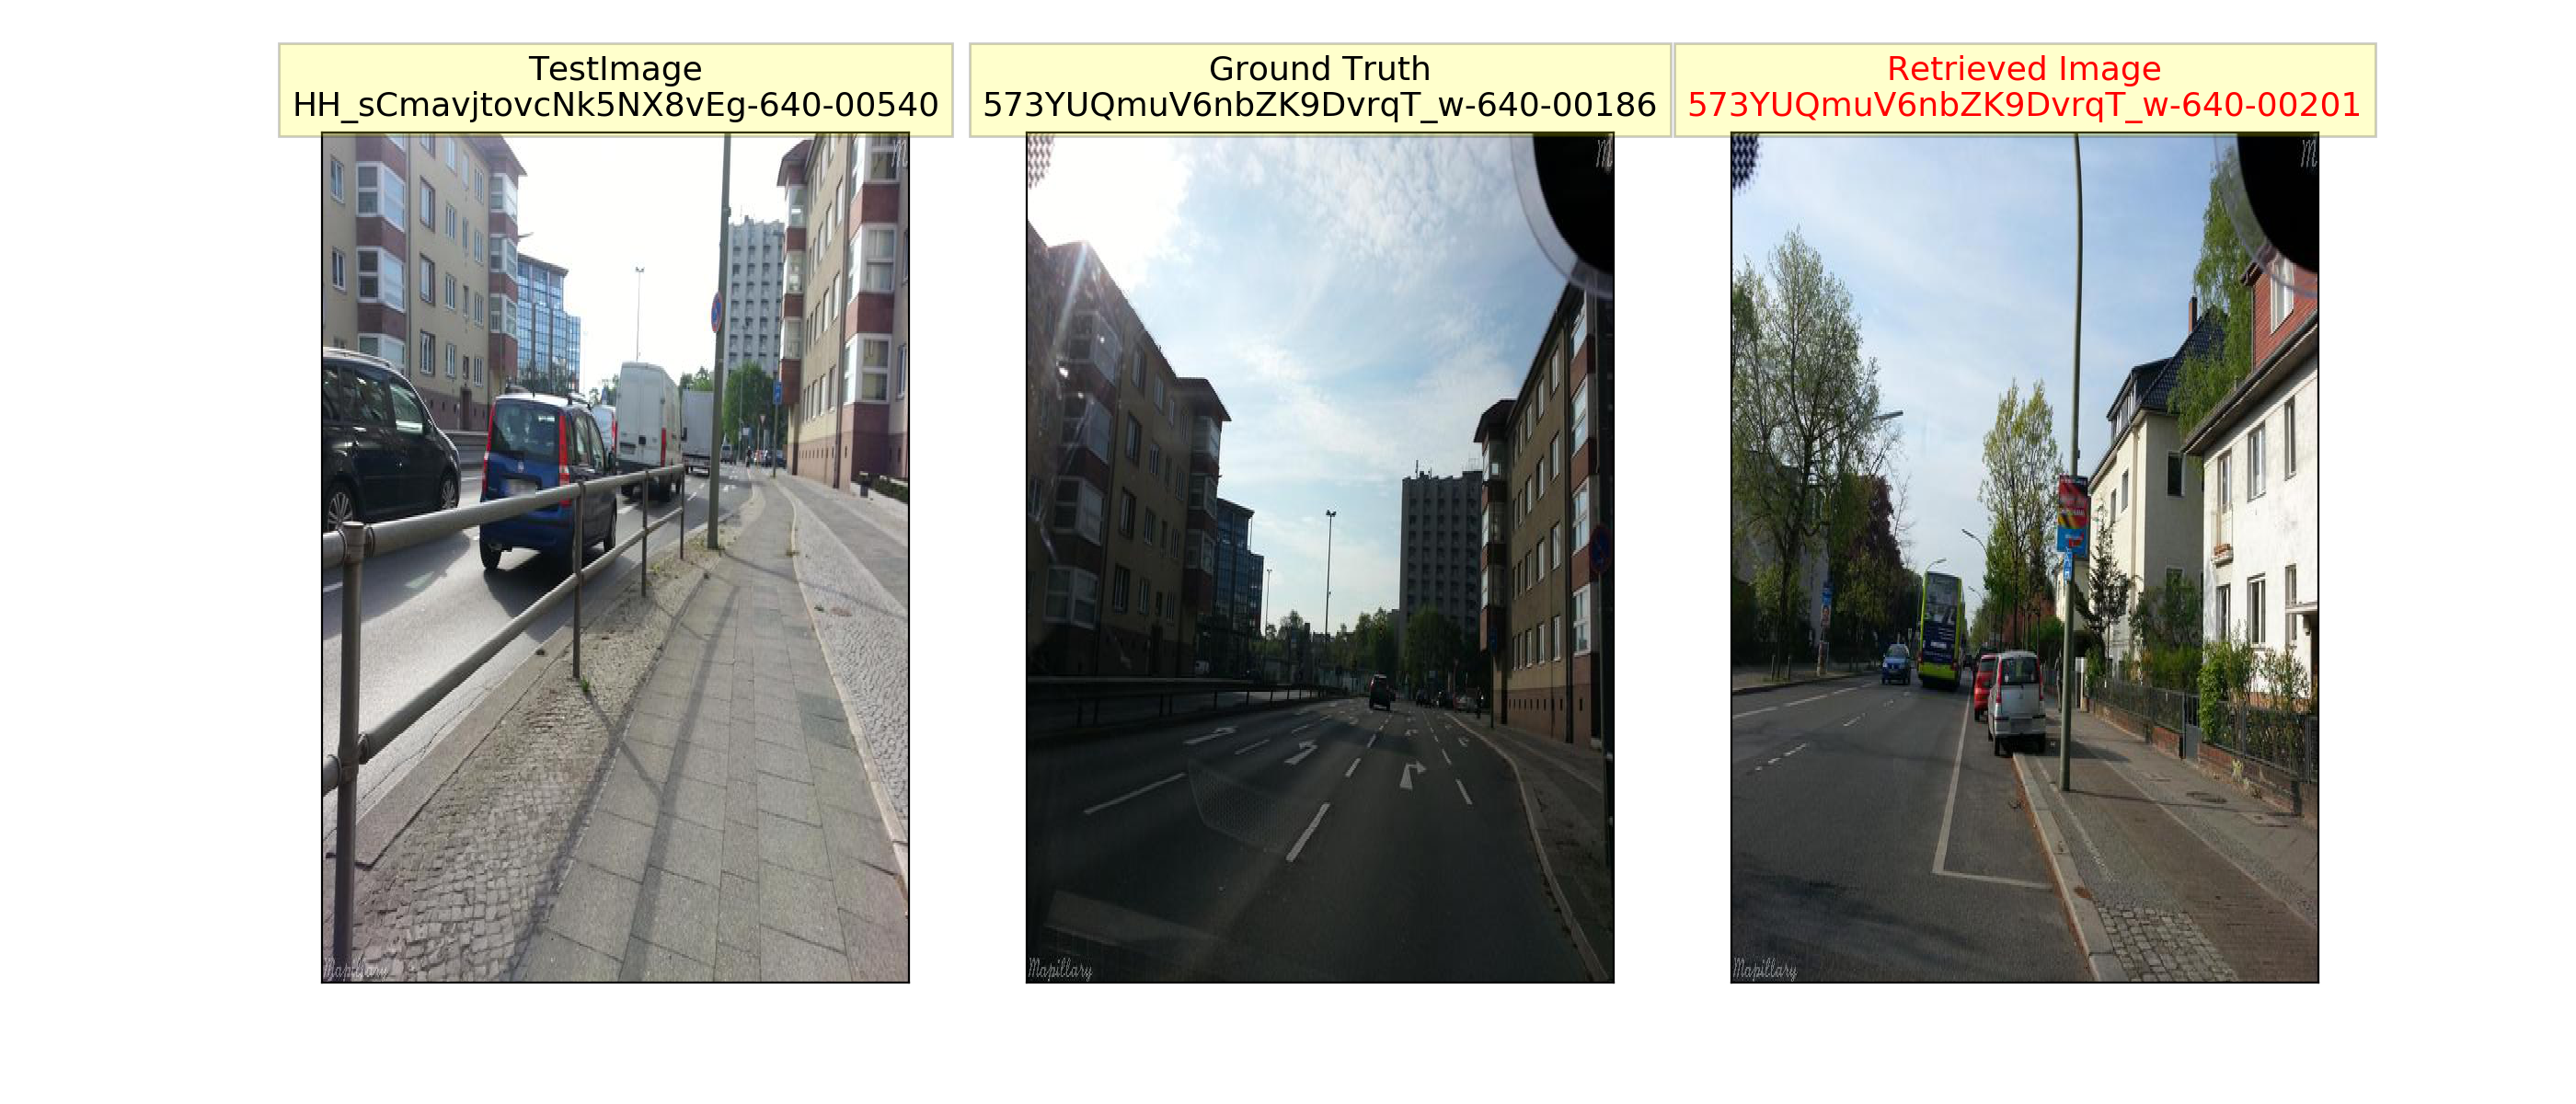 TestImage
HH_sCmavjtovcNk5NX8vEg-640-00540
Ground Truth
573YUQmuV6nbZK9DvrqT_w-640-00186
Retrieved Image
573YUQmuV6nbZK9DvrqT_w-640-00201
M
M
M
Mapillary
Mapillary
Mapillary